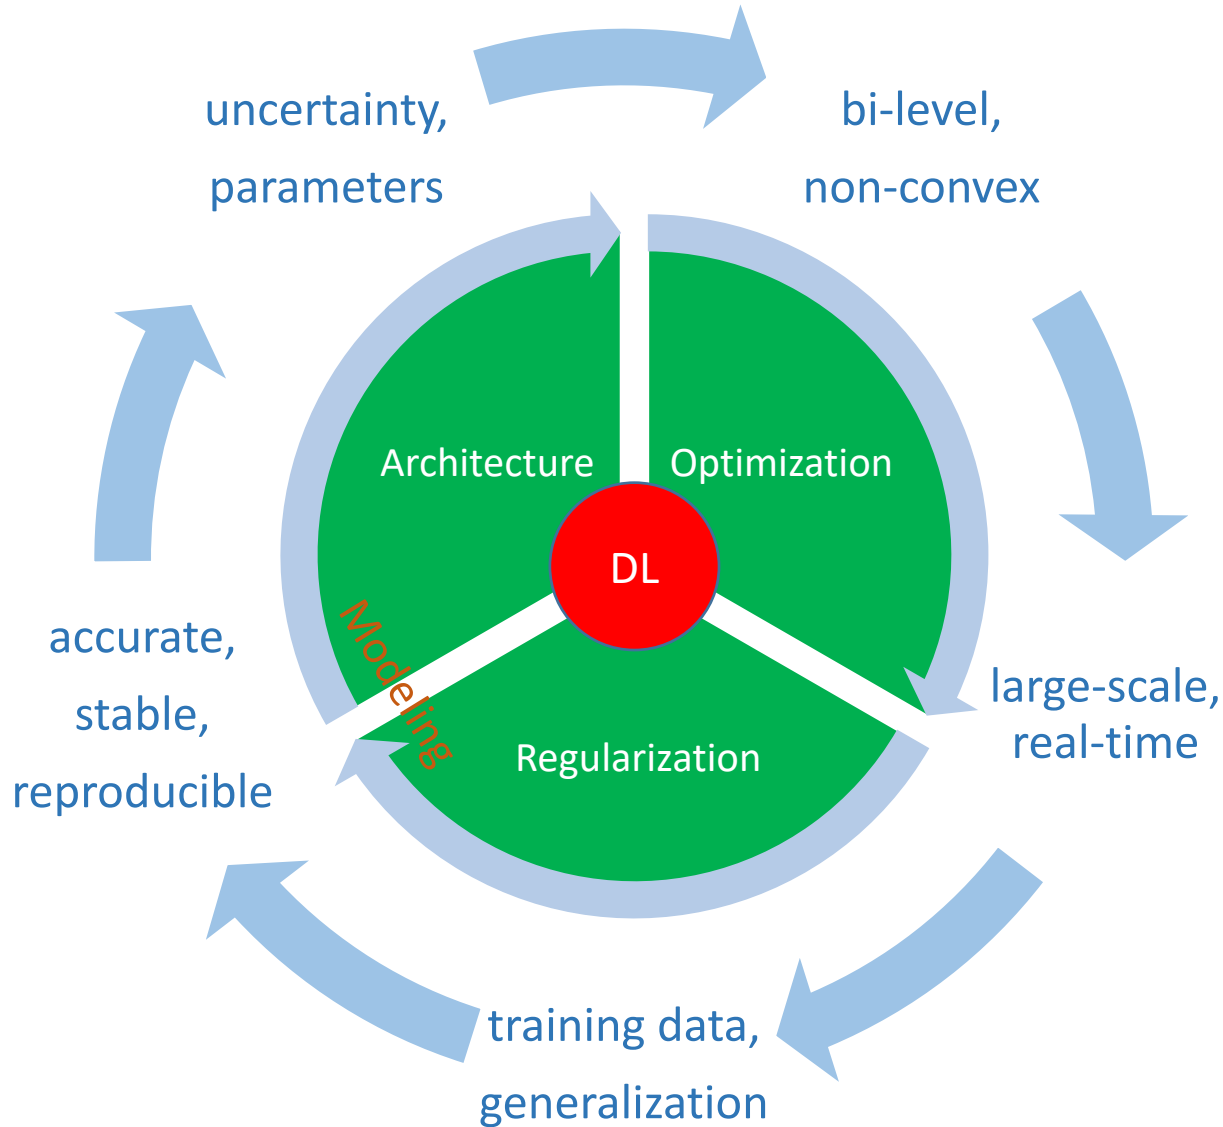 uncertainty,
parameters
bi-level,
non-convex
Architecture
Optimization
DL
Modeling
Regularization
accurate,
stable,
reproducible
large-scale,
real-time
training data,
generalization